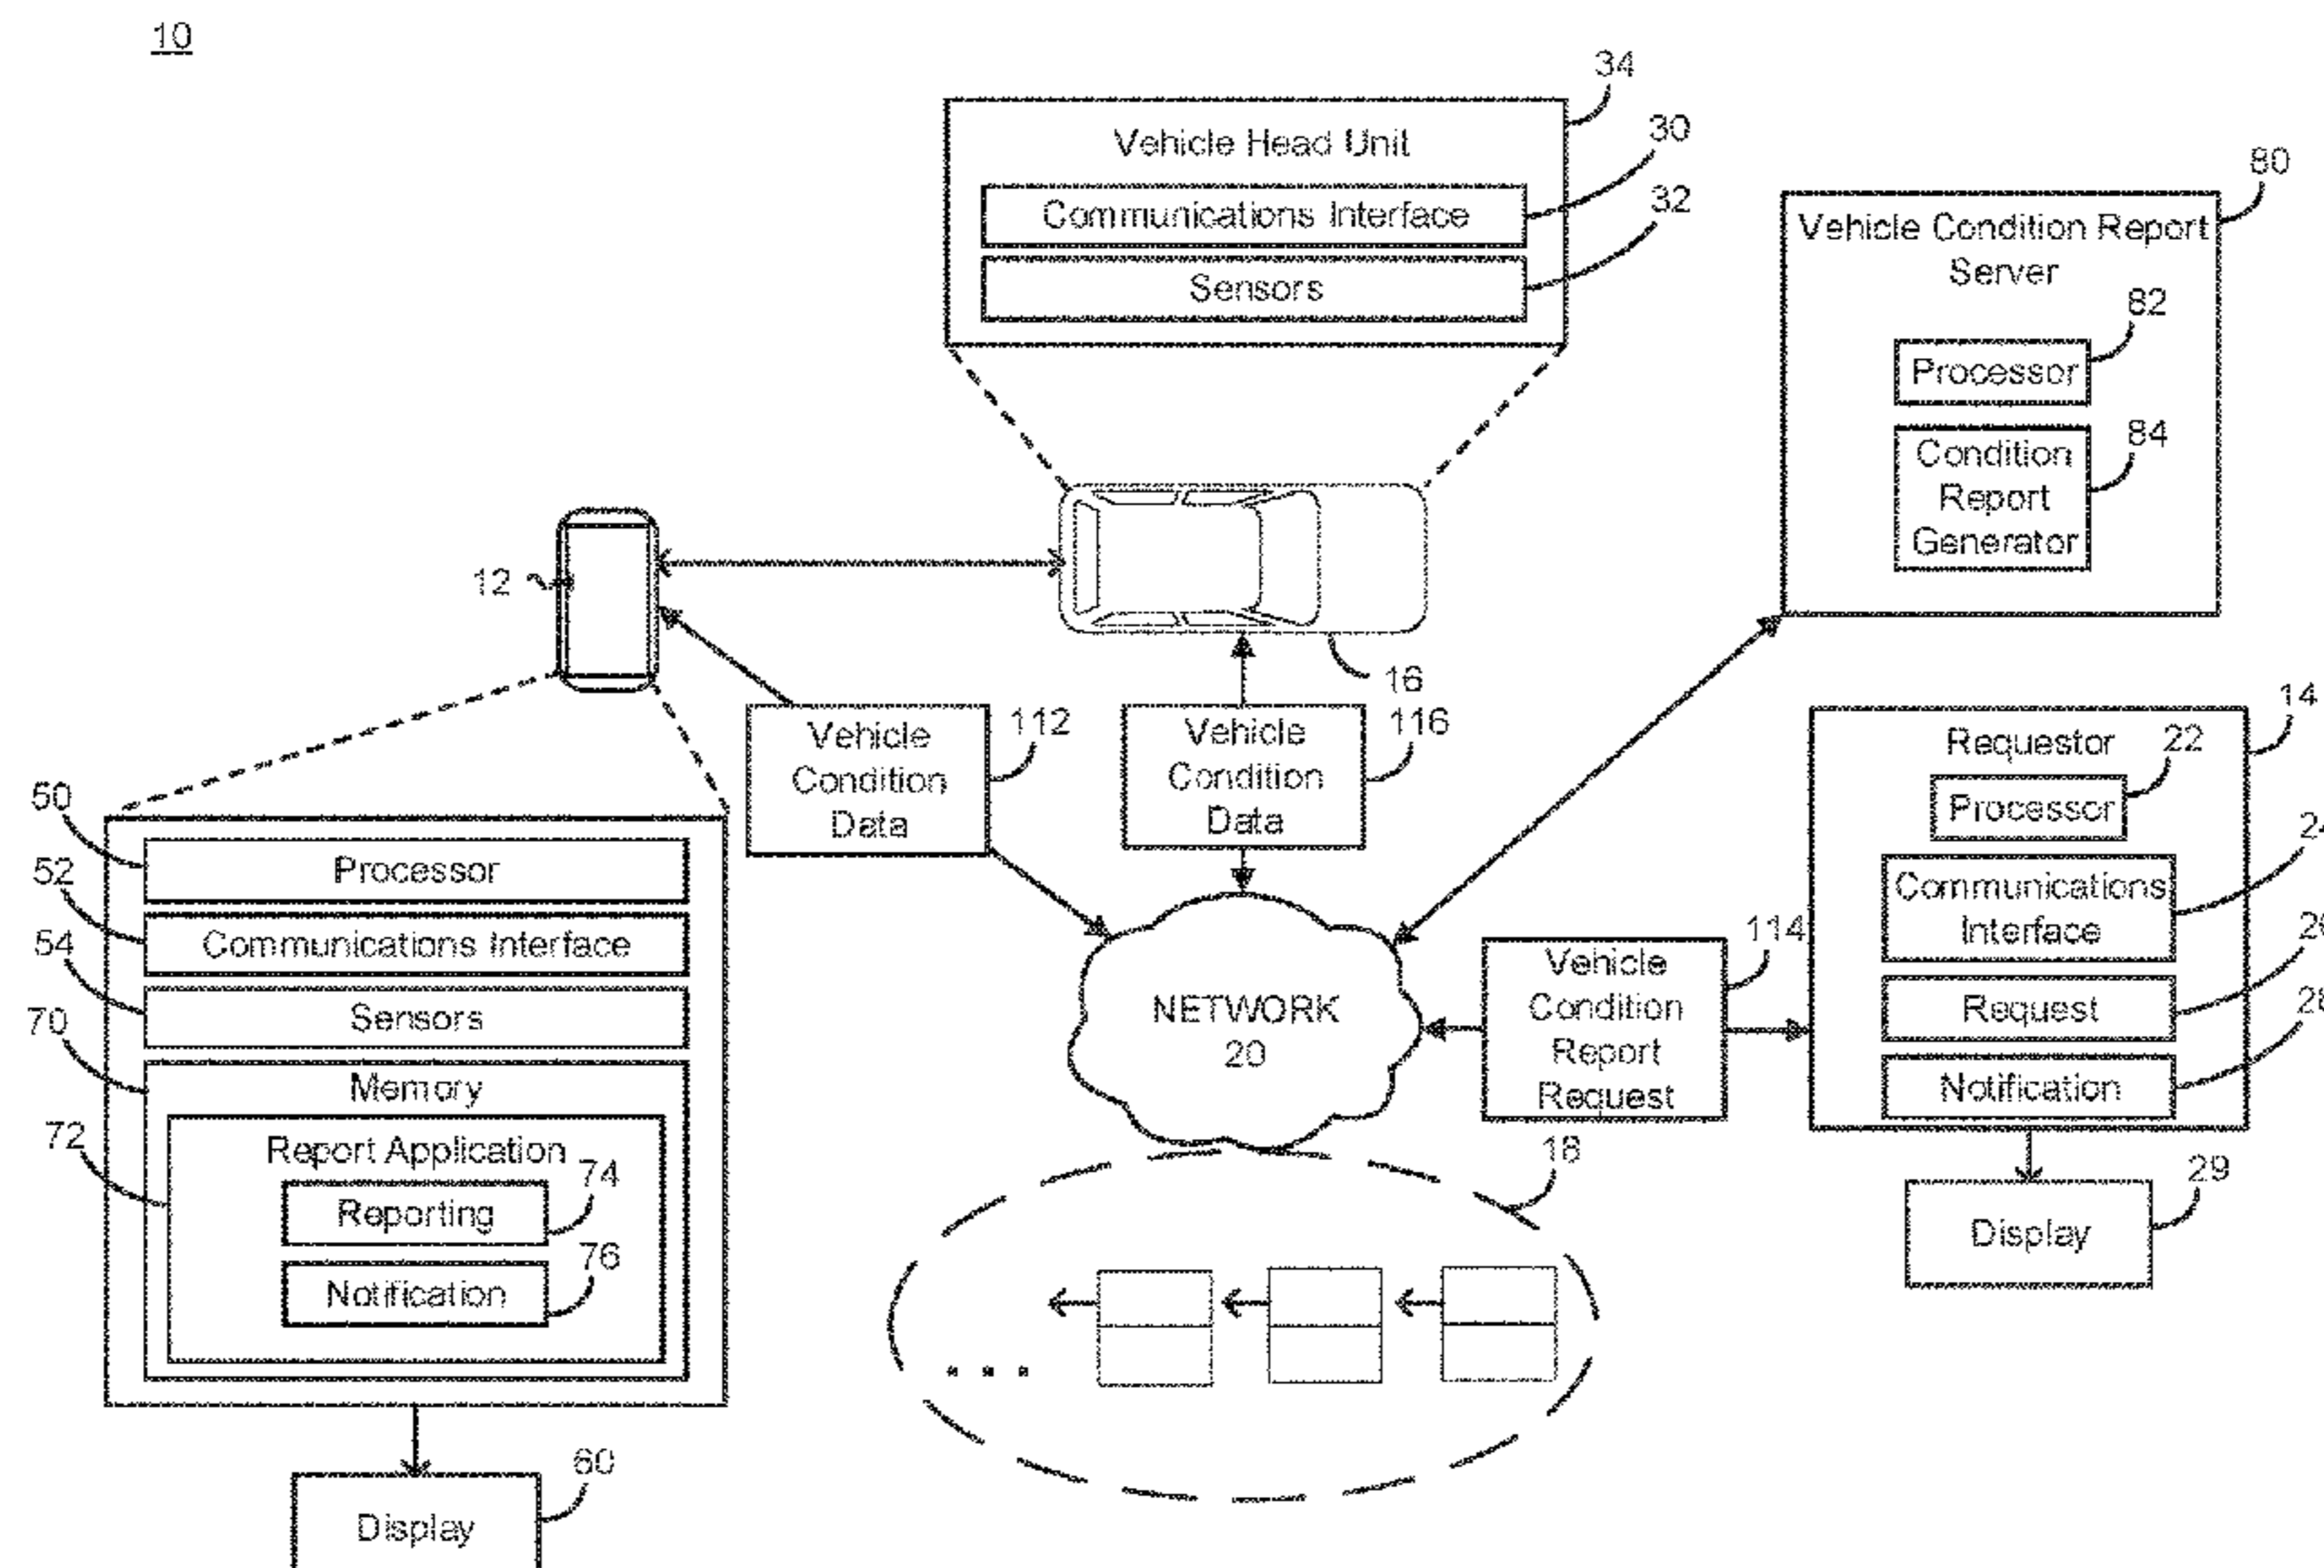 10
34
Vehicle Head Unit
30
Communications Interface
32
Sensors
80
Vehicle Condition Report
Server
82
Processor
84
Condition
Report
Generator
12
16
Vehicle
Condition
Data
112
Vehicle
Condition
Data
116
14
Requestor
22
Processor
24
Communications
Interface
26
Request
28
Notification
29
Display
50
Processor
52
Communications Interface
54
Sensors
70
Memory
72
Report Application
74
Reporting
76
Notification
60
Display
NETWORK
20
114
Vehicle
Condition
Report
Request
18
. . .